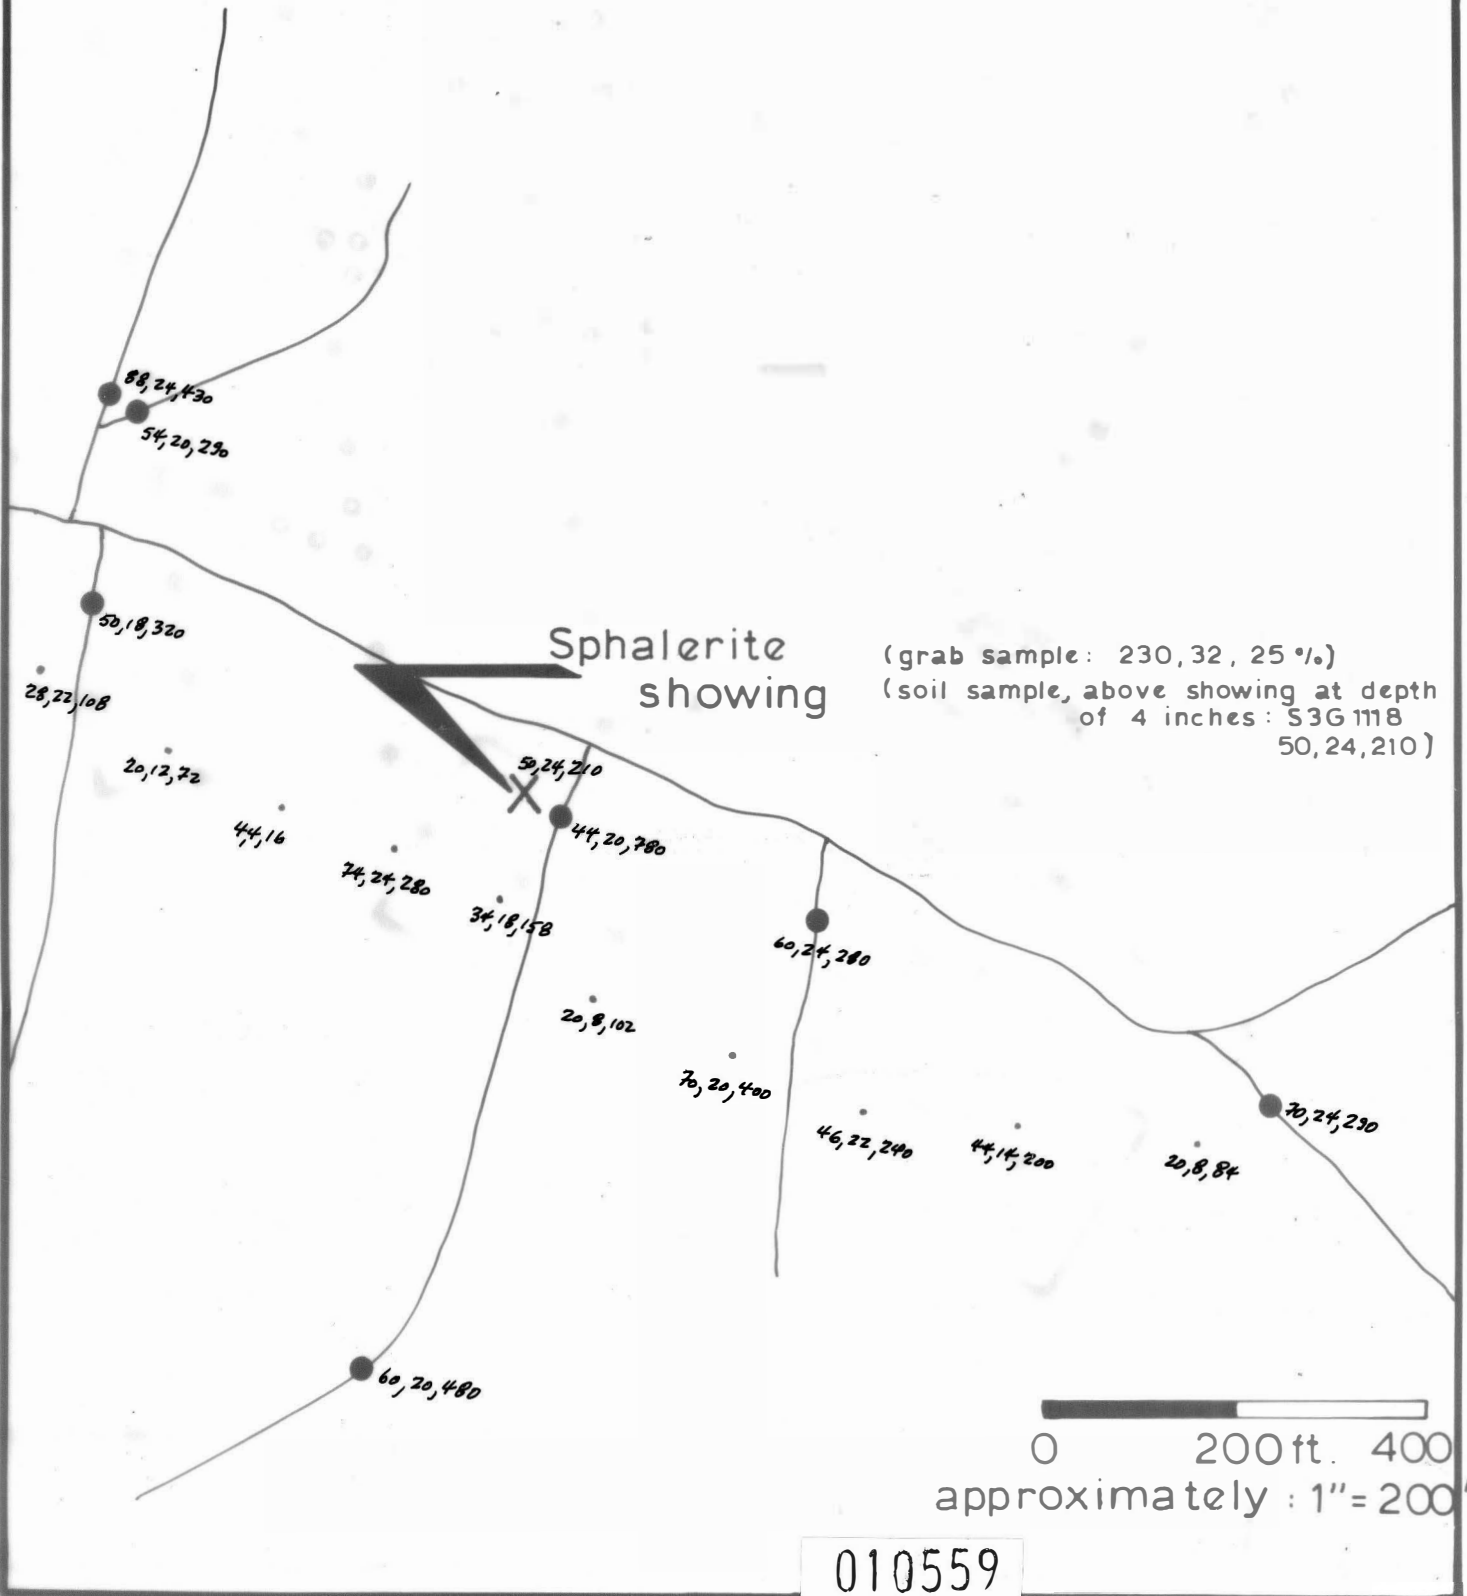 88,24,430
54,20,290
50,18,320
Sphalerite
showing
(grab sample: 230,32, 25 %)
(soil sample, above showing at depth
of 4 inches: S3G 1118
50,24,210)
28,22,108
20,12,72
50,24,210
44,16
44,20,780
74,24,280
34,18,158
60,24,280
20,8,102
70,20,400
46,22,240
44,14,200
20,8,84
70,24,290
60,20,480
0 200ft. 400
approximately : 1"=200'
010559